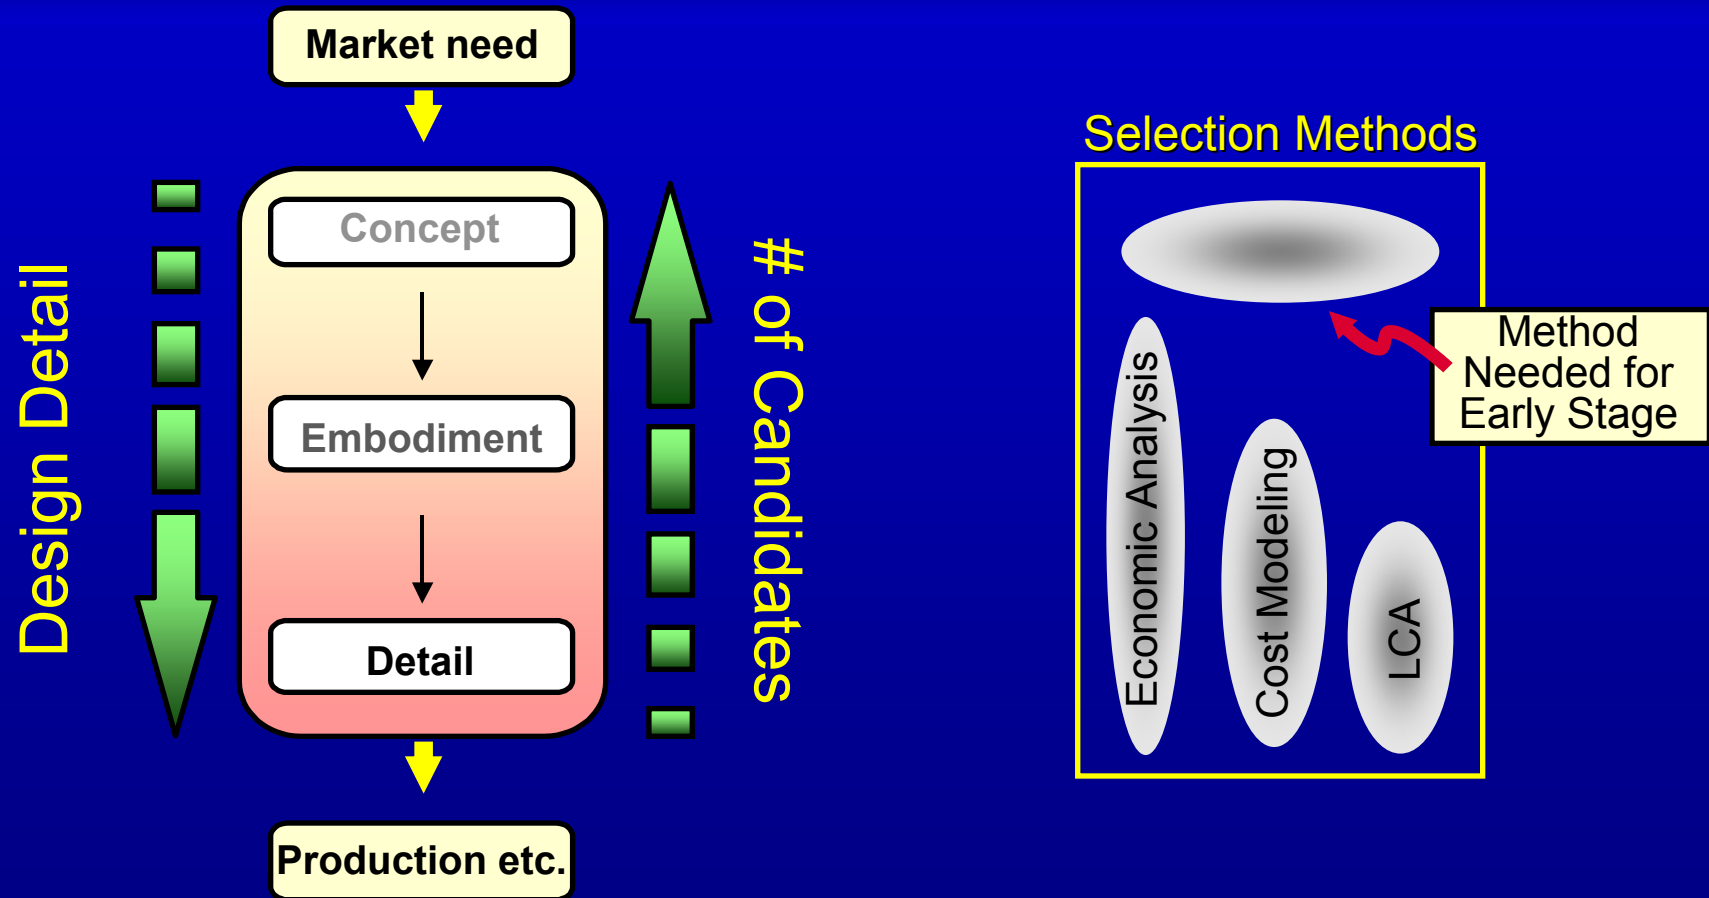 Market need
Concept
Embodiment
Detail
Production etc.
Design Detail
# of Candidates
Selection Methods
Economic Analysis
Cost Modeling
LCA
Method
Needed for
Early Stage